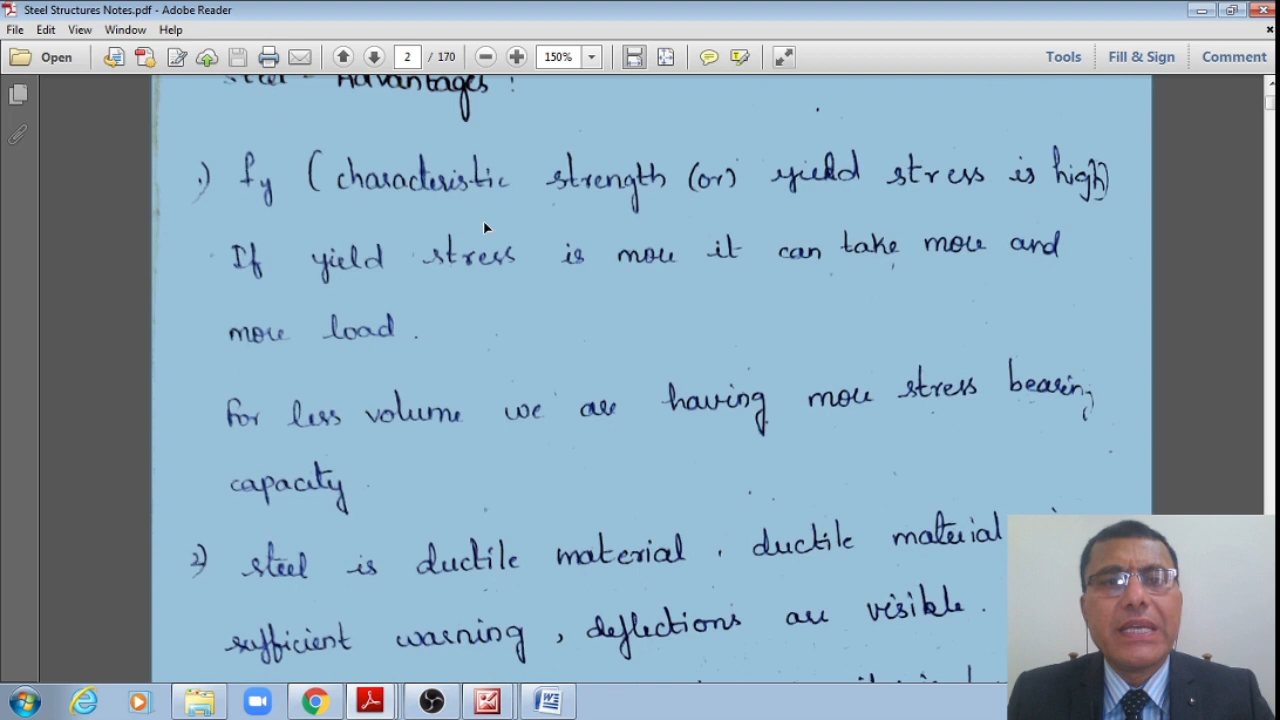 Steel Structures Notes.pdf - Adobe Reader
File Edit View Window Help
Open 2 / 170 150% Tools Fill & Sign Comment
Steel - Advantages :
1) fy (characteristic strength (or) yield stress is high)
If yield stress is more it can take more and
more load .
For less volume we are having more stress bearing
capacity
2) steel is ductile material . ductile material
sufficient warning , deflections are visible .